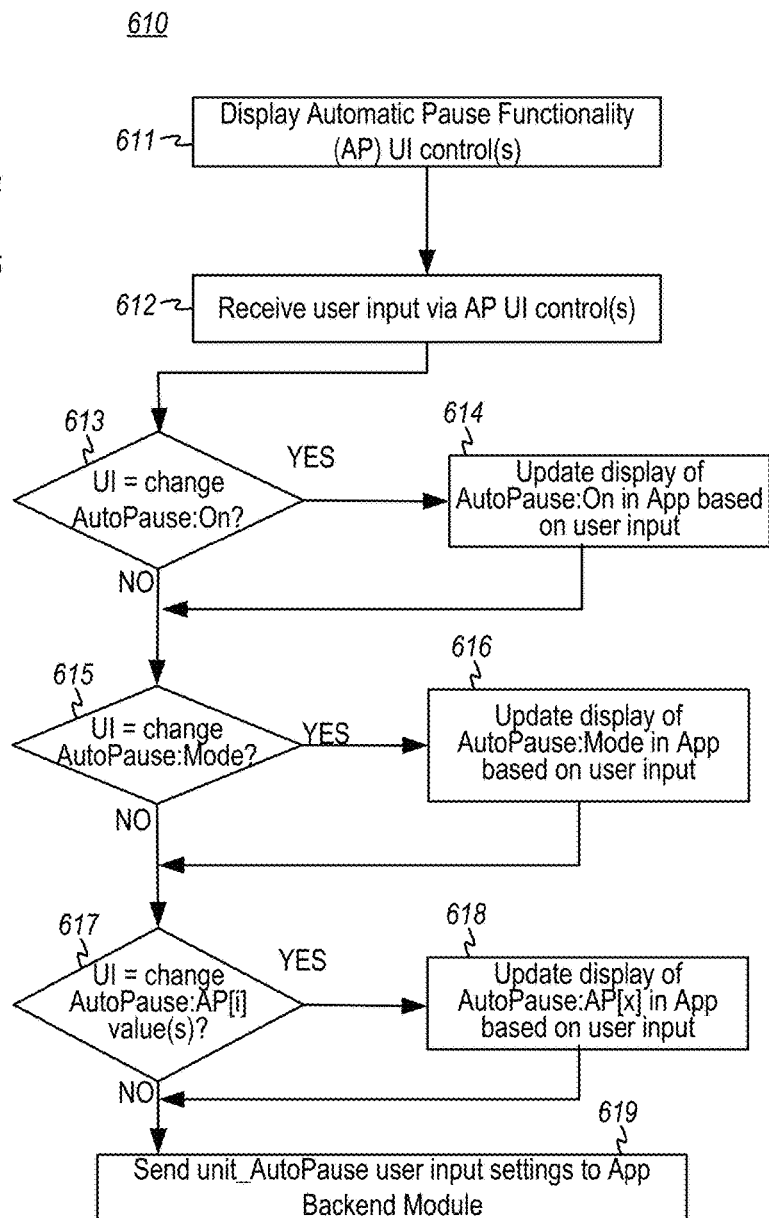 610
Display Automatic Pause Functionality
(AP) UI control(s)
611
612
Receive user input via AP UI control(s)
613
UI = change
AutoPause:On?
YES
NO
614
Update display of
AutoPause:On in App based
on user input
615
UI = change
AutoPause:Mode?
YES
NO
616
Update display of
AutoPause:Mode in App
based on user input
617
UI = change
AutoPause:AP[i]
value(s)?
YES
NO
618
Update display of
AutoPause:AP[x] in App
based on user input
619
Send unit_AutoPause user input settings to App
Backend Module